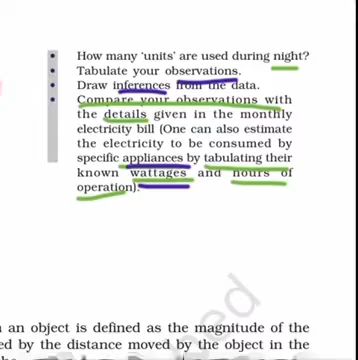 • How many 'units' are used during night?
• Tabulate your observations.
• Draw inferences from the data.
• Compare your observations with
the details given in the monthly
electricity bill (One can also estimate
the electricity to be consumed by
specific appliances by tabulating their
known wattages and hours of
operation).
an object is defined as the magnitude of the
ed by the distance moved by the object in the